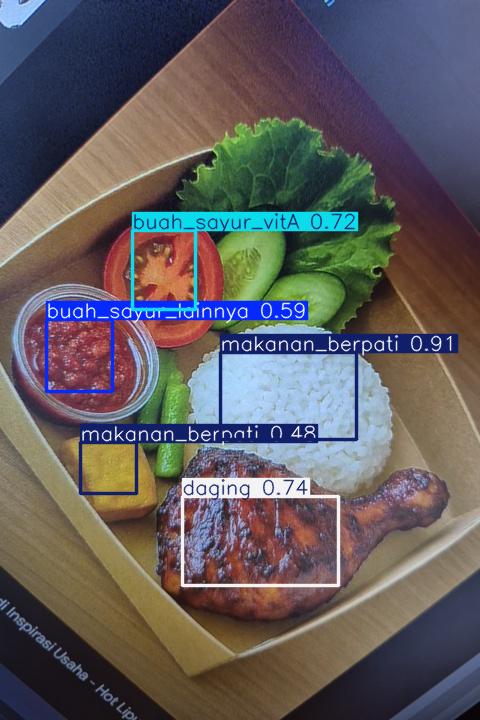 buah_sayur_vitA 0.72
buah_sayur_lainnya 0.59
makanan_berpati 0.91
makanan_berpati 0.48
daging 0.74
Inspirasi Usaha - Hot